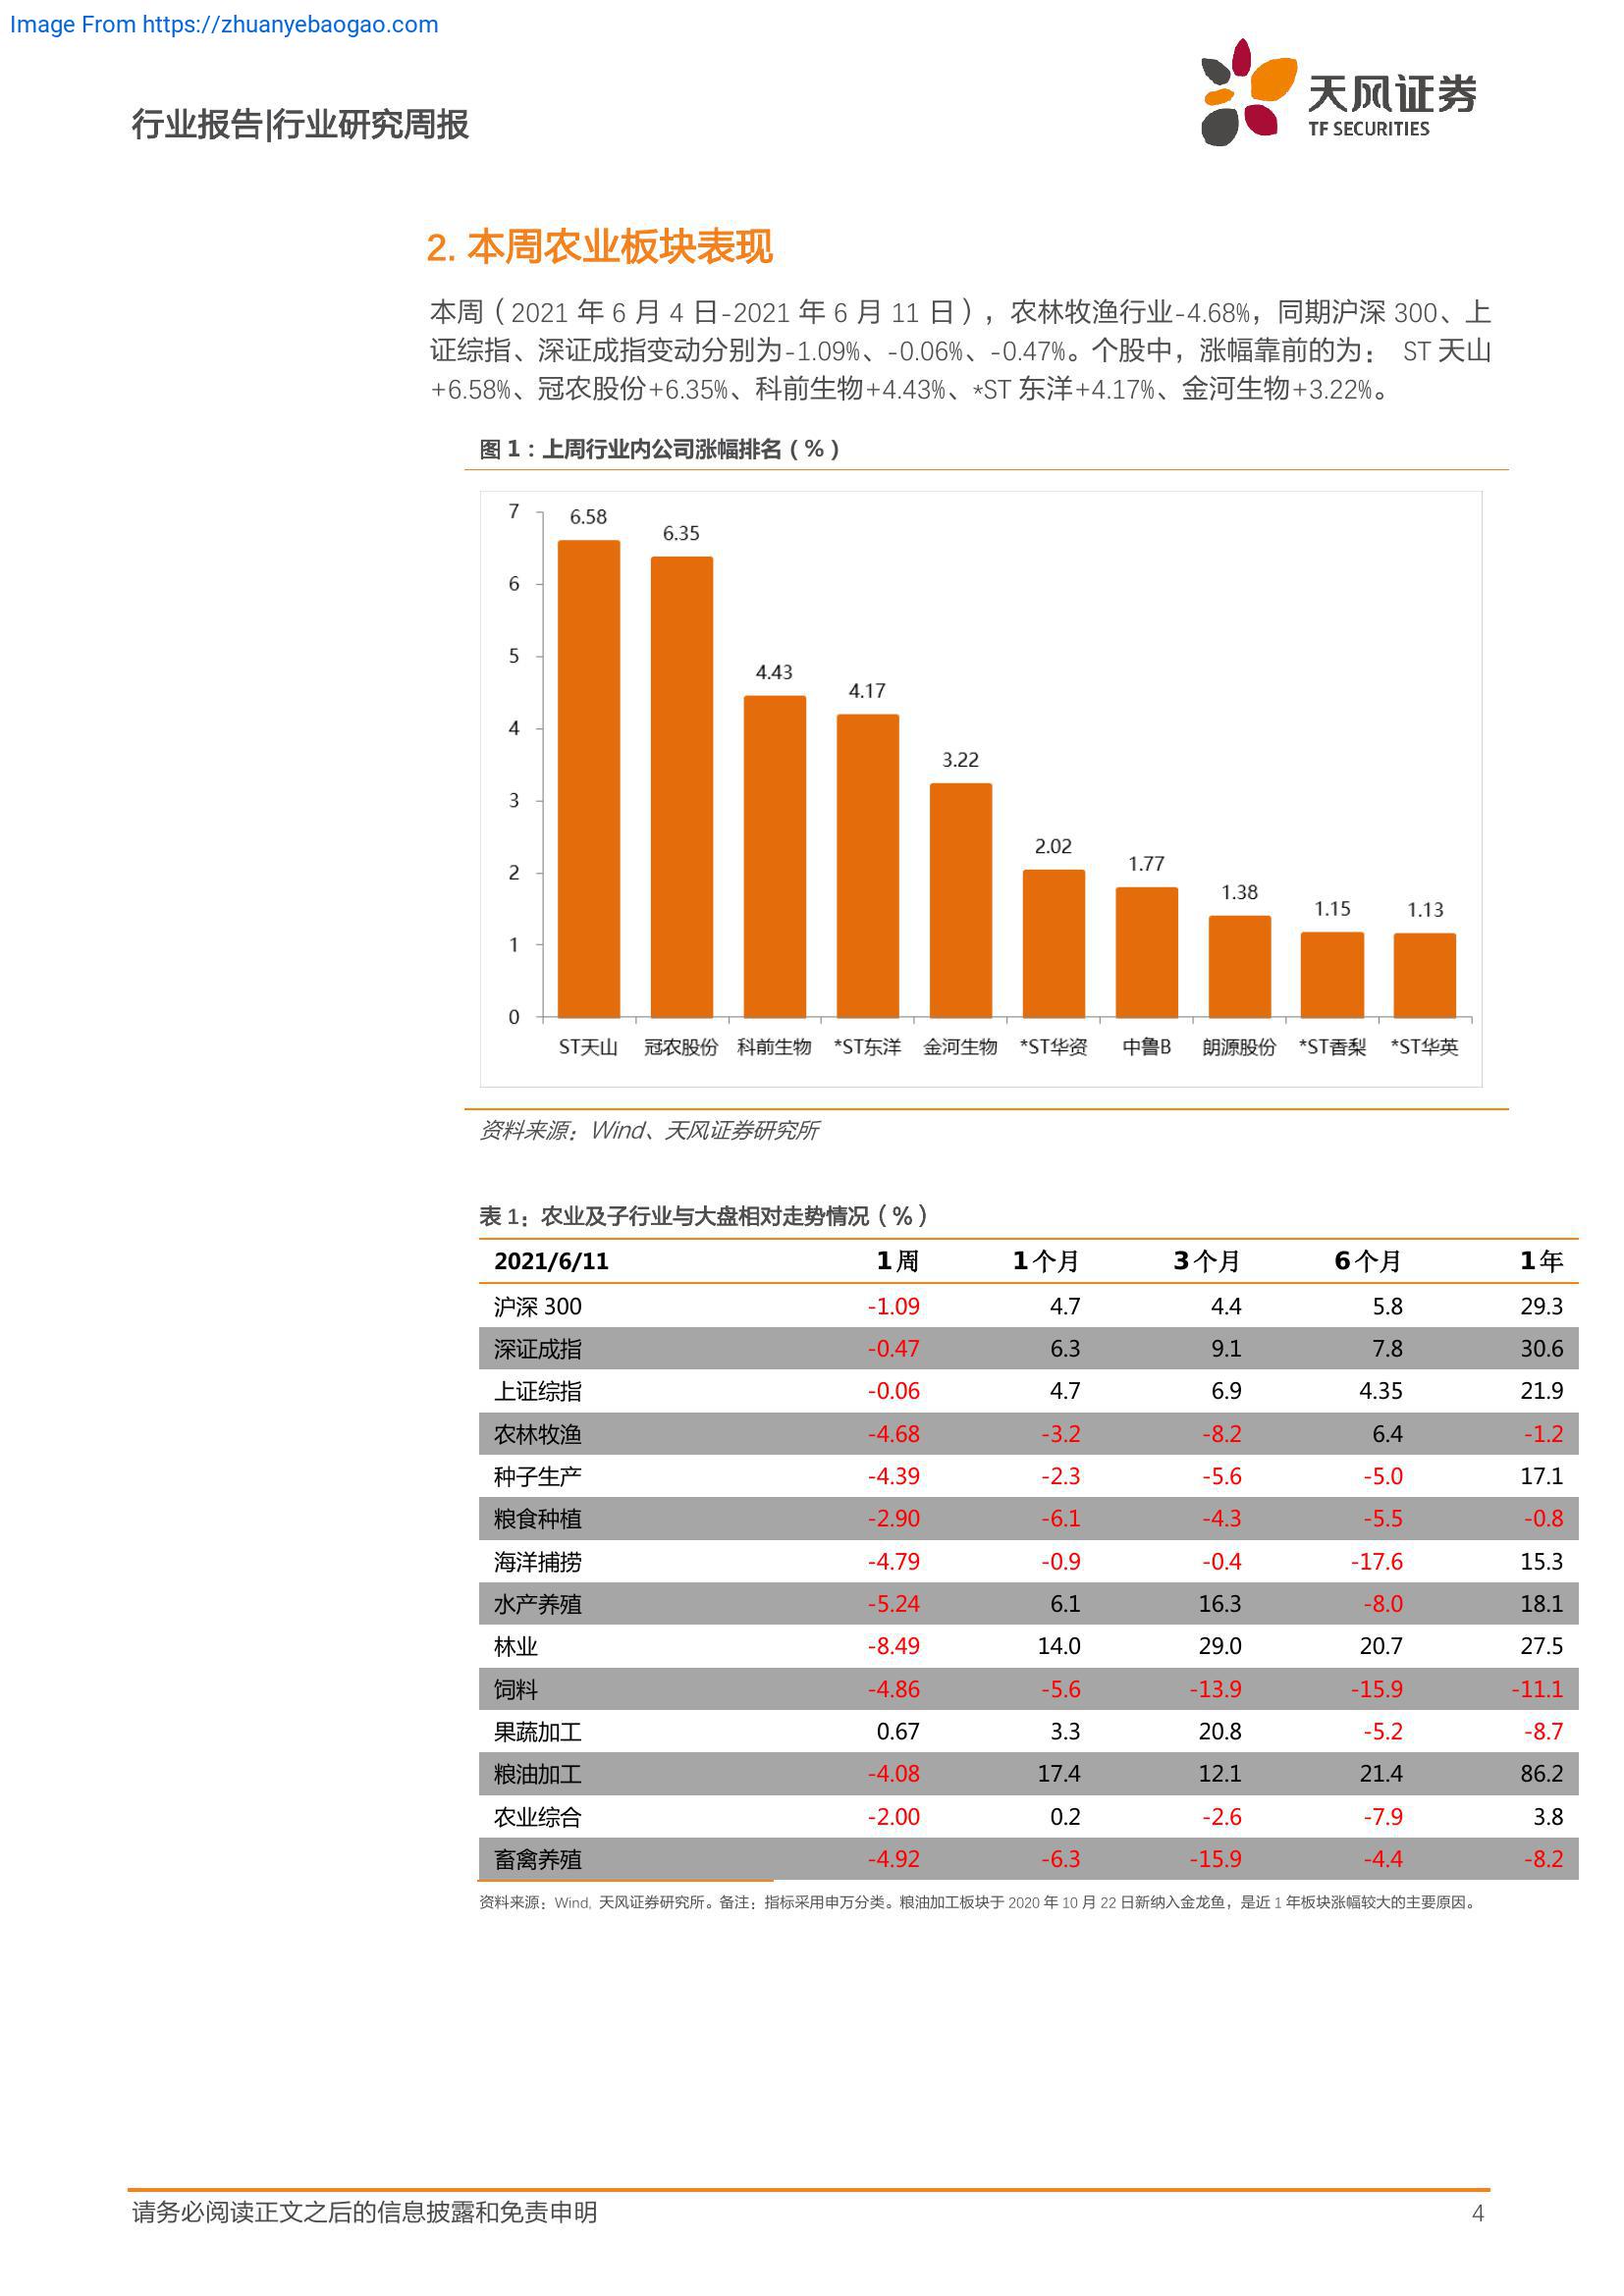 Image From https://zhuanyebaogao.com
行业报告|行业研究周报
天风证券
TF SECURITIES
2. 本周农业板块表现
本周（2021 年 6 月 4 日-2021 年 6 月 11 日），农林牧渔行业-4.68%，同期沪深 300、上
证综指、深证成指变动分别为-1.09%、-0.06%、-0.47%。个股中，涨幅靠前的为： ST 天山
+6.58%、冠农股份+6.35%、科前生物+4.43%、*ST 东洋+4.17%、金河生物+3.22%。
图 1：上周行业内公司涨幅排名（%）
7
6
5
4
3
2
1
0
6.58
6.35
4.43
4.17
3.22
2.02
1.77
1.38
1.15
1.13
ST天山 冠农股份 科前生物 *ST东洋 金河生物 *ST华资 中鲁B 朗源股份 *ST香梨 *ST华英
资料来源：Wind、天风证券研究所
表 1：农业及子行业与大盘相对走势情况（%）
2021/6/11 1周 1个月 3个月 6个月 1年
沪深 300 -1.09 4.7 4.4 5.8 29.3
深证成指 -0.47 6.3 9.1 7.8 30.6
上证综指 -0.06 4.7 6.9 4.35 21.9
农林牧渔 -4.68 -3.2 -8.2 6.4 -1.2
种子生产 -4.39 -2.3 -5.6 -5.0 17.1
粮食种植 -2.90 -6.1 -4.3 -5.5 -0.8
海洋捕捞 -4.79 -0.9 -0.4 -17.6 15.3
水产养殖 -5.24 6.1 16.3 -8.0 18.1
林业 -8.49 14.0 29.0 20.7 27.5
饲料 -4.86 -5.6 -13.9 -15.9 -11.1
果蔬加工 0.67 3.3 20.8 -5.2 -8.7
粮油加工 -4.08 17.4 12.1 21.4 86.2
农业综合 -2.00 0.2 -2.6 -7.9 3.8
畜禽养殖 -4.92 -6.3 -15.9 -4.4 -8.2
资料来源：Wind, 天风证券研究所。备注：指标采用申万分类。粮油加工板块于 2020 年 10 月 22 日新纳入金龙鱼，是近 1 年板块涨幅较大的主要原因。
请务必阅读正文之后的信息披露和免责申明
4